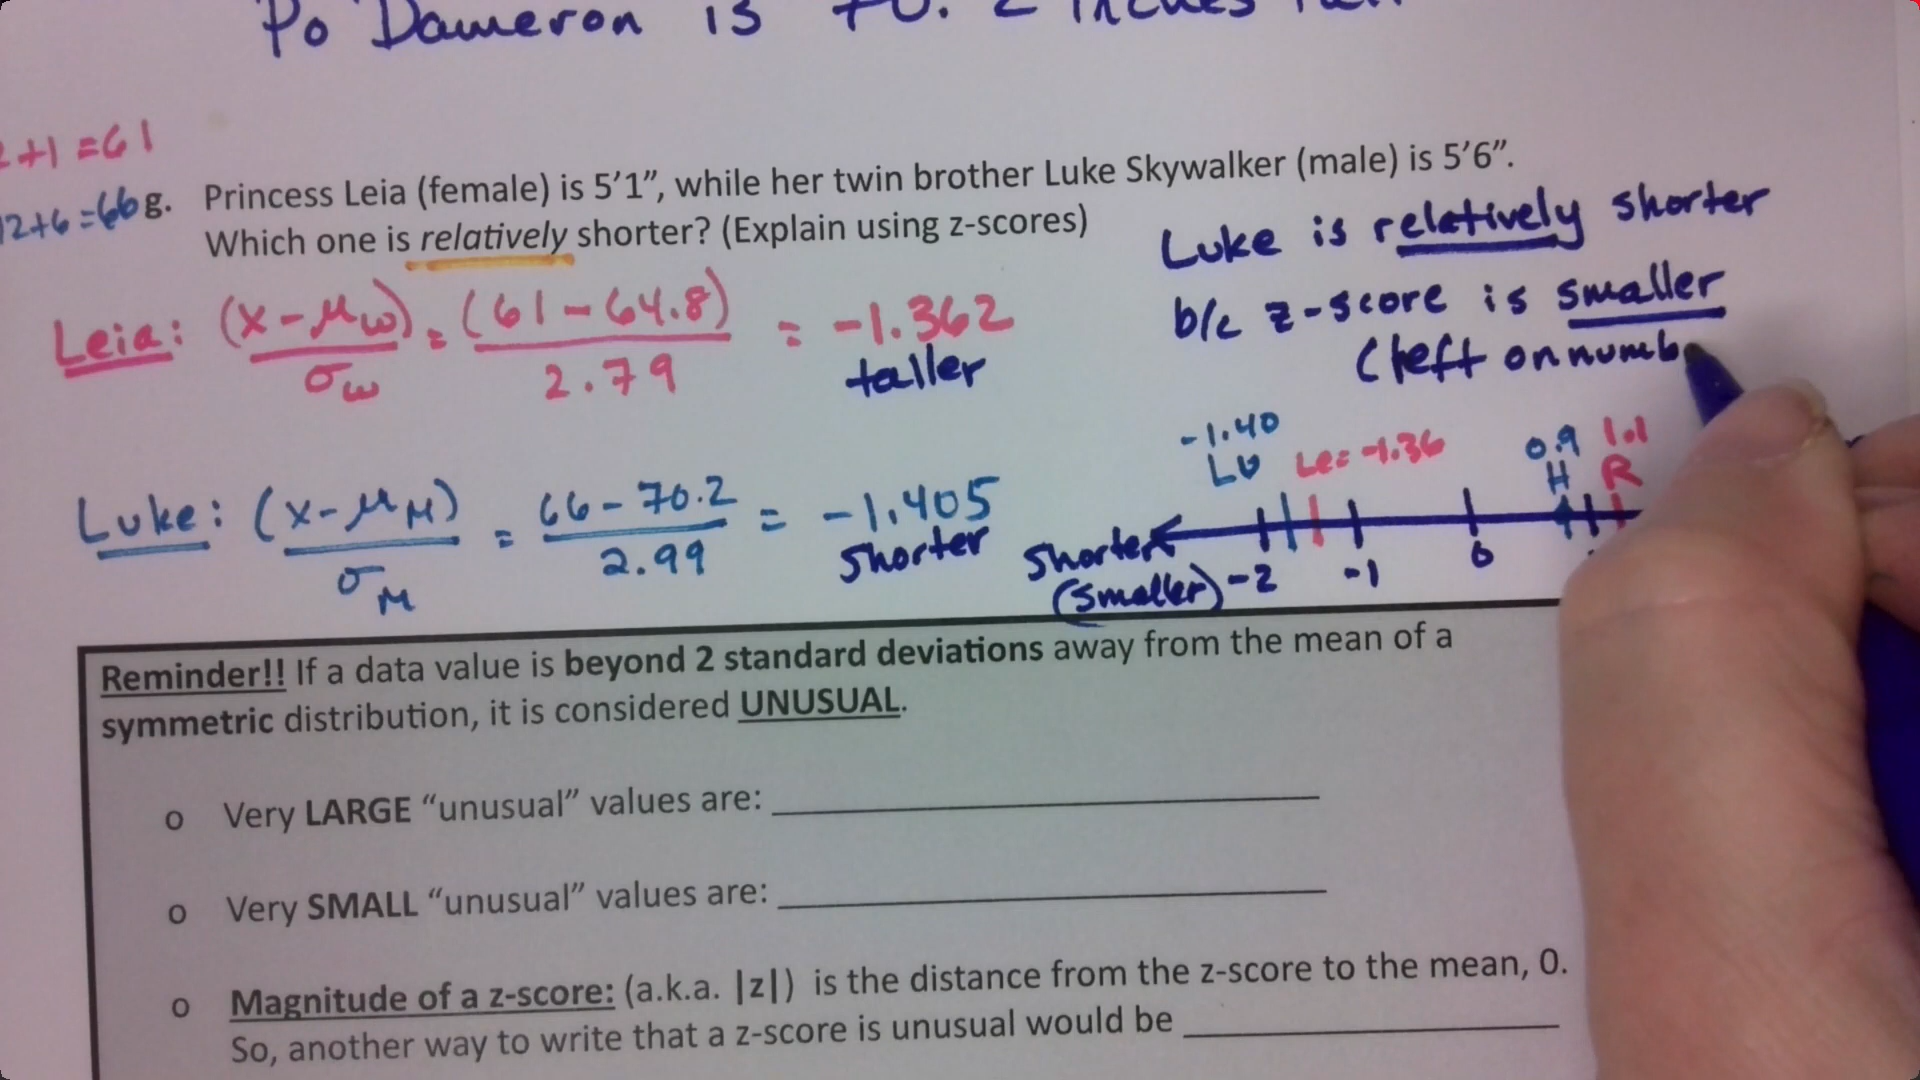 Po Dameron is 70.2 inches
2+1=61
12+6=66
g. Princess Leia (female) is 5'1”, while her twin brother Luke Skywalker (male) is 5'6”.
Which one is relatively shorter? (Explain using z-scores)
Luke is relatively shorter
b/c z-score is smaller
(left on numb
Leia: (x-μw) = (61-64.8) = -1.362
σw 2.79 taller
-1.40 Le=-1.36 0.9 1.1
LU H R
Luke: (x-μM) = 66-70.2 = -1.405
σM 2.99 shorter
shorter
(smaller) -2 -1 0
Reminder!! If a data value is beyond 2 standard deviations away from the mean of a
symmetric distribution, it is considered UNUSUAL.
o Very LARGE “unusual” values are: ____________________
o Very SMALL “unusual” values are: ____________________
o Magnitude of a z-score: (a.k.a. |z|) is the distance from the z-score to the mean, 0.
So, another way to write that a z-score is unusual would be ____________________